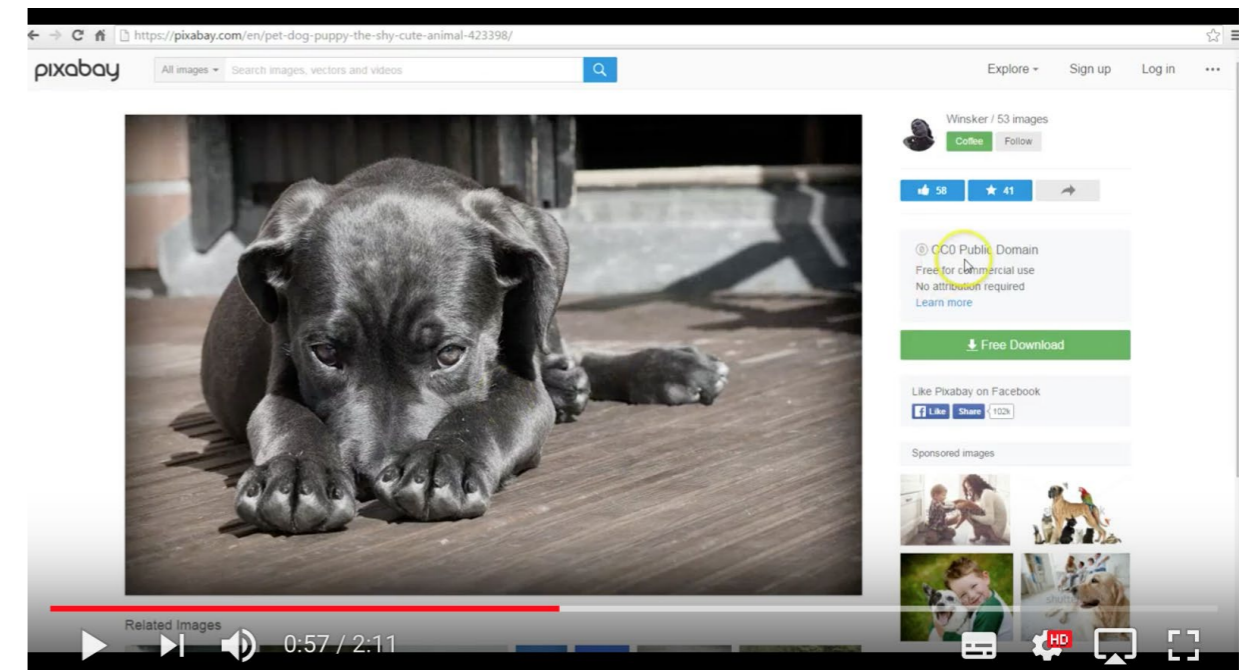 https://pixabay.com/en/pet-dog-puppy-the-shy-cute-animal-423398/
pixabay
All images
Search images, vectors and videos
Explore
Sign up
Log in
Winsker / 53 images
Coffee
Follow
58
41
CC0 Public Domain
Free for commercial use
No attribution required
Learn more
Free Download
Like Pixabay on Facebook
Like
Share
102k
Sponsored images
Related Images
0:57 / 2:11
HD